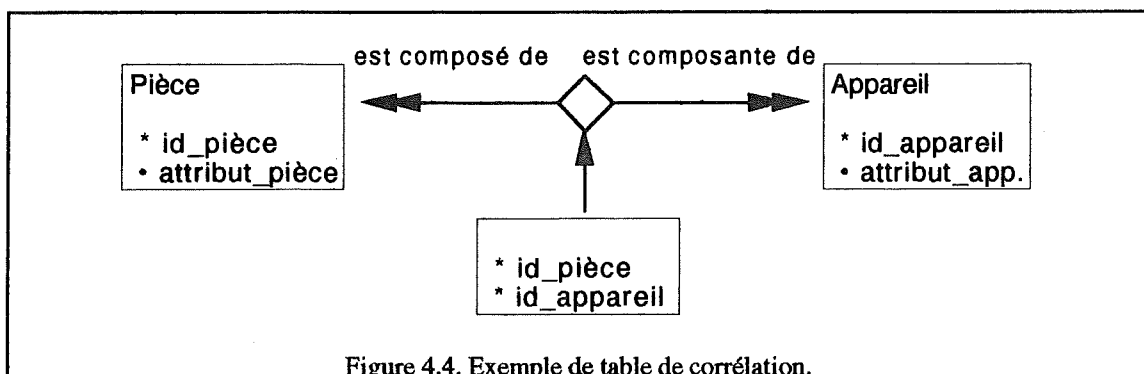 est composé de est composante de
Pièce
* id_pièce
• attribut_pièce
Appareil
* id_appareil
• attribut_app.
* id_pièce
* id_appareil
Figure 4.4. Exemple de table de corrélation.